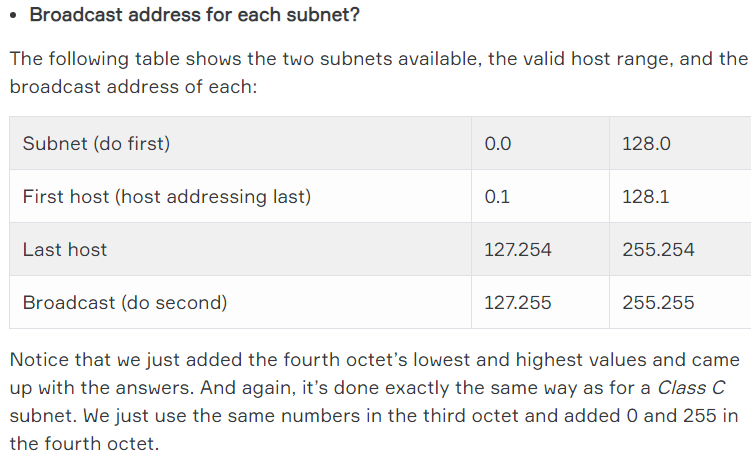 • Broadcast address for each subnet?
The following table shows the two subnets available, the valid host range, and the
broadcast address of each:
Subnet (do first) 0.0 128.0
First host (host addressing last) 0.1 128.1
Last host 127.254 255.254
Broadcast (do second) 127.255 255.255
Notice that we just added the fourth octet’s lowest and highest values and came
up with the answers. And again, it’s done exactly the same way as for a Class C
subnet. We just use the same numbers in the third octet and added 0 and 255 in
the fourth octet.